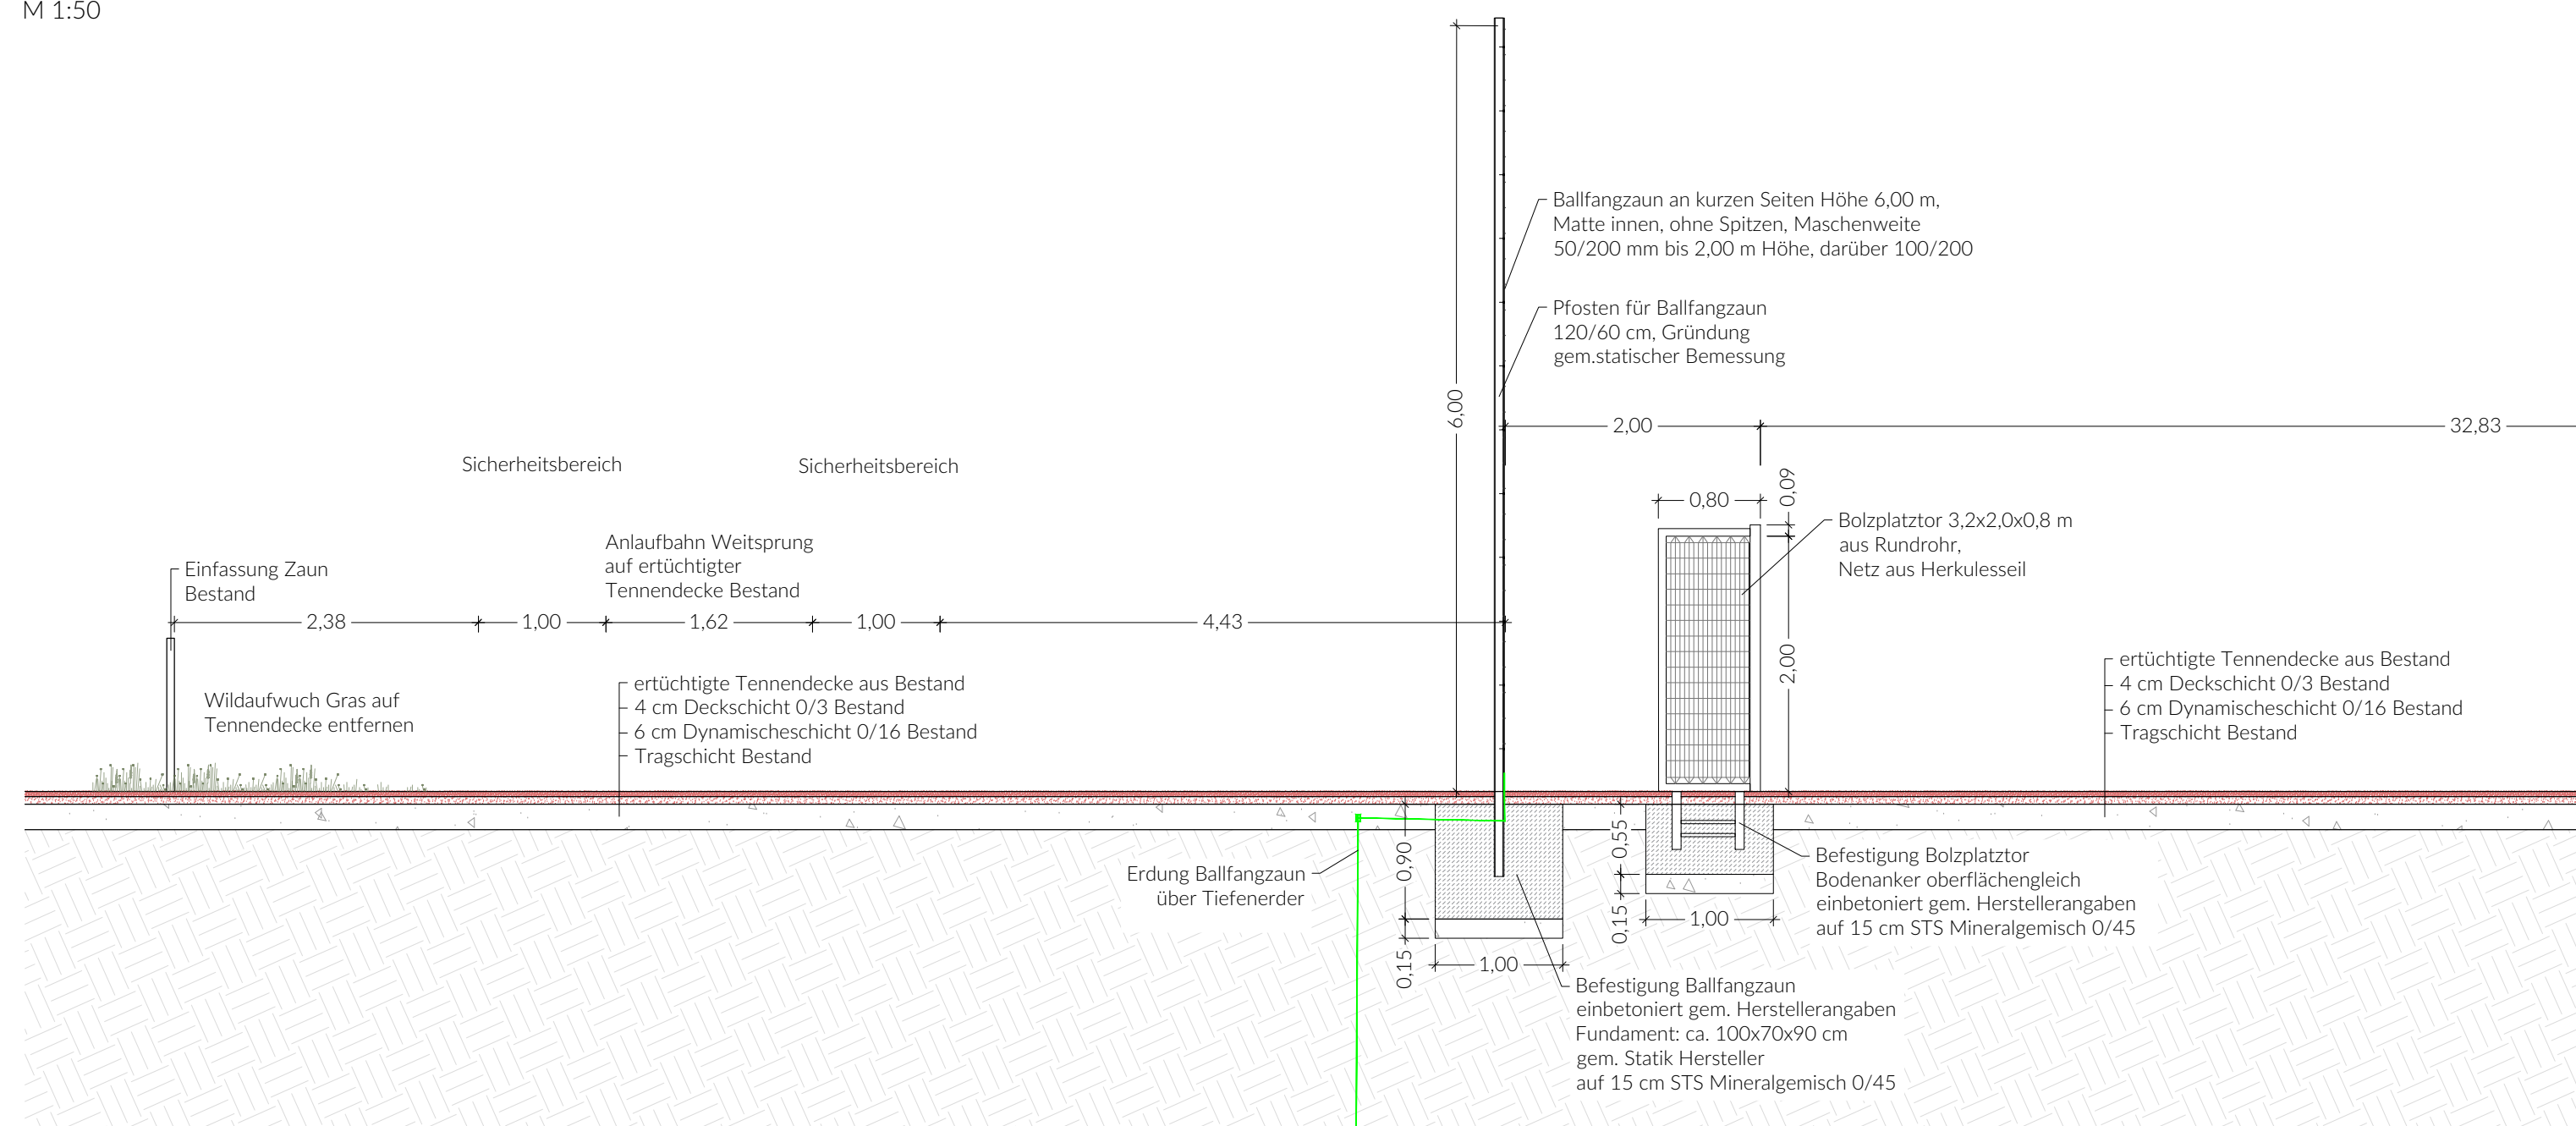 M 1:50
Ballfangzaun an kurzen Seiten Höhe 6,00 m,
Matte innen, ohne Spitzen, Maschenweite
50/200 mm bis 2,00 m Höhe, darüber 100/200
Pfosten für Ballfangzaun
120/60 cm, Gründung
gem.statischer Bemessung
6,00
2,00
32,83
Sicherheitsbereich
Sicherheitsbereich
0,80
0,09
Bolzplatztor 3,2x2,0x0,8 m
aus Rundrohr,
Netz aus Herkulesseil
Anlaufbahn Weitsprung
auf ertüchtigter
Tennendecke Bestand
Einfassung Zaun
Bestand
2,38
1,00
1,62
1,00
4,43
2,00
Wildaufwuch Gras auf
Tennendecke entfernen
ertüchtigte Tennendecke aus Bestand
4 cm Deckschicht 0/3 Bestand
6 cm Dynamischeschicht 0/16 Bestand
Tragschicht Bestand
ertüchtigte Tennendecke aus Bestand
4 cm Deckschicht 0/3 Bestand
6 cm Dynamischeschicht 0/16 Bestand
Tragschicht Bestand
Erdung Ballfangzaun
über Tiefenerder
0,90
0,15
1,00
0,55
0,15
1,00
Befestigung Bolzplatztor
Bodenanker oberflächengleich
einbetoniert gem. Herstellerangaben
auf 15 cm STS Mineralgemisch 0/45
Befestigung Ballfangzaun
einbetoniert gem. Herstellerangaben
Fundament: ca. 100x70x90 cm
gem. Statik Hersteller
auf 15 cm STS Mineralgemisch 0/45